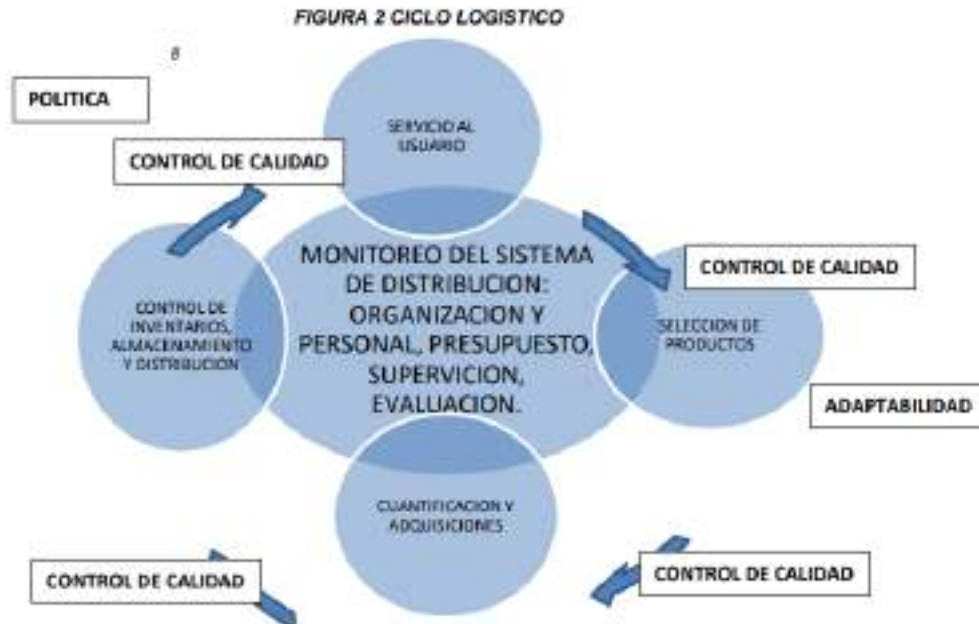 FIGURA 2 CICLO LOGISTICO
8
POLITICA
SERVICIO AL
USUARIO
CONTROL DE CALIDAD
MONITOREO DEL SISTEMA
DE DISTRIBUCION:
ORGANIZACION Y
PERSONAL, PRESUPUESTO,
SUPERVICION,
EVALUACION.
CONTROL DE CALIDAD
CONTROL DE
INVENTARIOS,
ALMACENAMIENTO
Y DISTRIBUCION
SELECCION DE
PRODUCTOS
ADAPTABILIDAD
CUANTIFICACION Y
ADQUISICIONES
CONTROL DE CALIDAD
CONTROL DE CALIDAD